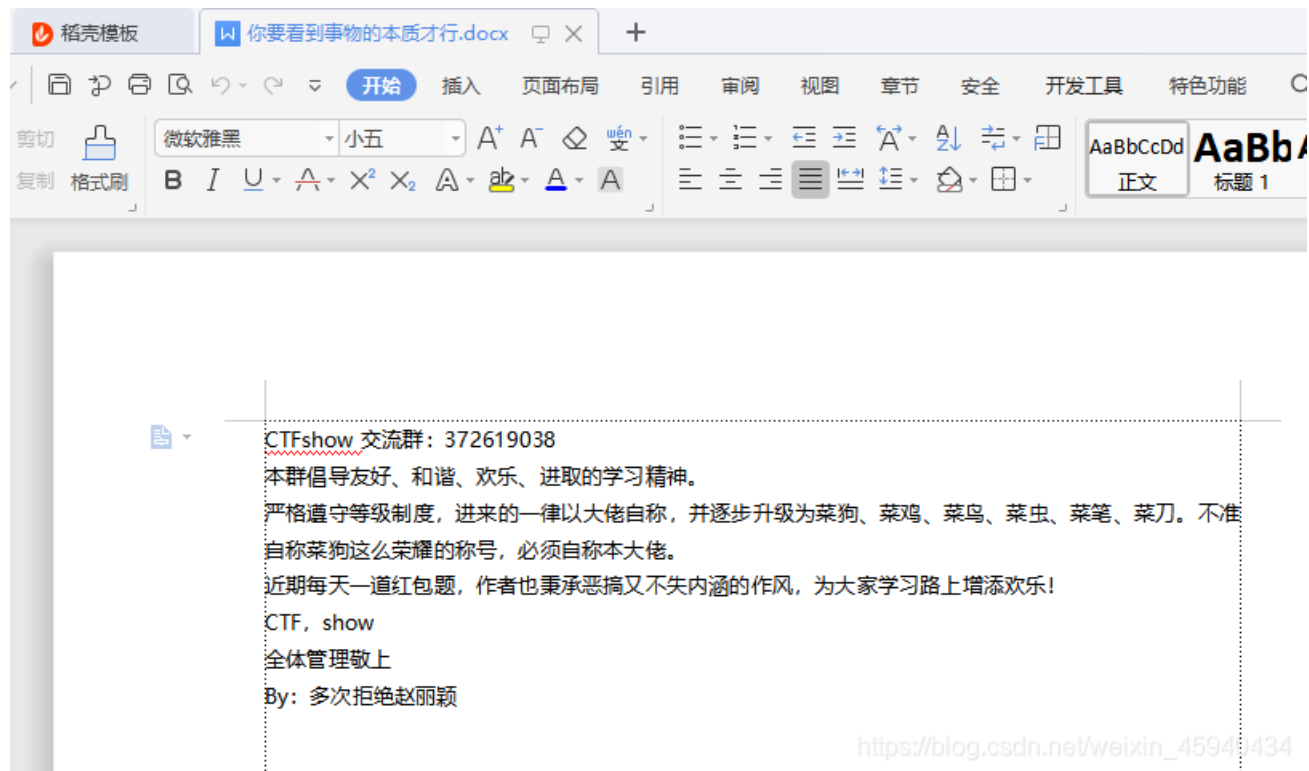 稻壳模板
你要看到事物的本质才行.docx
开始 插入 页面布局 引用 审阅 视图 章节 安全 开发工具 特色功能
剪切 微软雅黑 小五 A+ A- wén 文
AaBbCcDd AaBb
复制 格式刷 B I U A X² X₂ A ab A A
正文 标题 1
CTFshow 交流群：372619038
本群倡导友好、和谐、欢乐、进取的学习精神。
严格遵守等级制度，进来的一律以大佬自称，并逐步升级为菜狗、菜鸡、菜鸟、菜虫、菜笔、菜刀。不准
自称菜狗这么荣耀的称号，必须自称本大佬。
近期每天一道红包题，作者也秉承恶搞又不失内涵的作风，为大家学习路上增添欢乐！
CTF，show
全体管理敬上
By：多次拒绝赵丽颖
https://blog.csdn.net/weixin_45940434